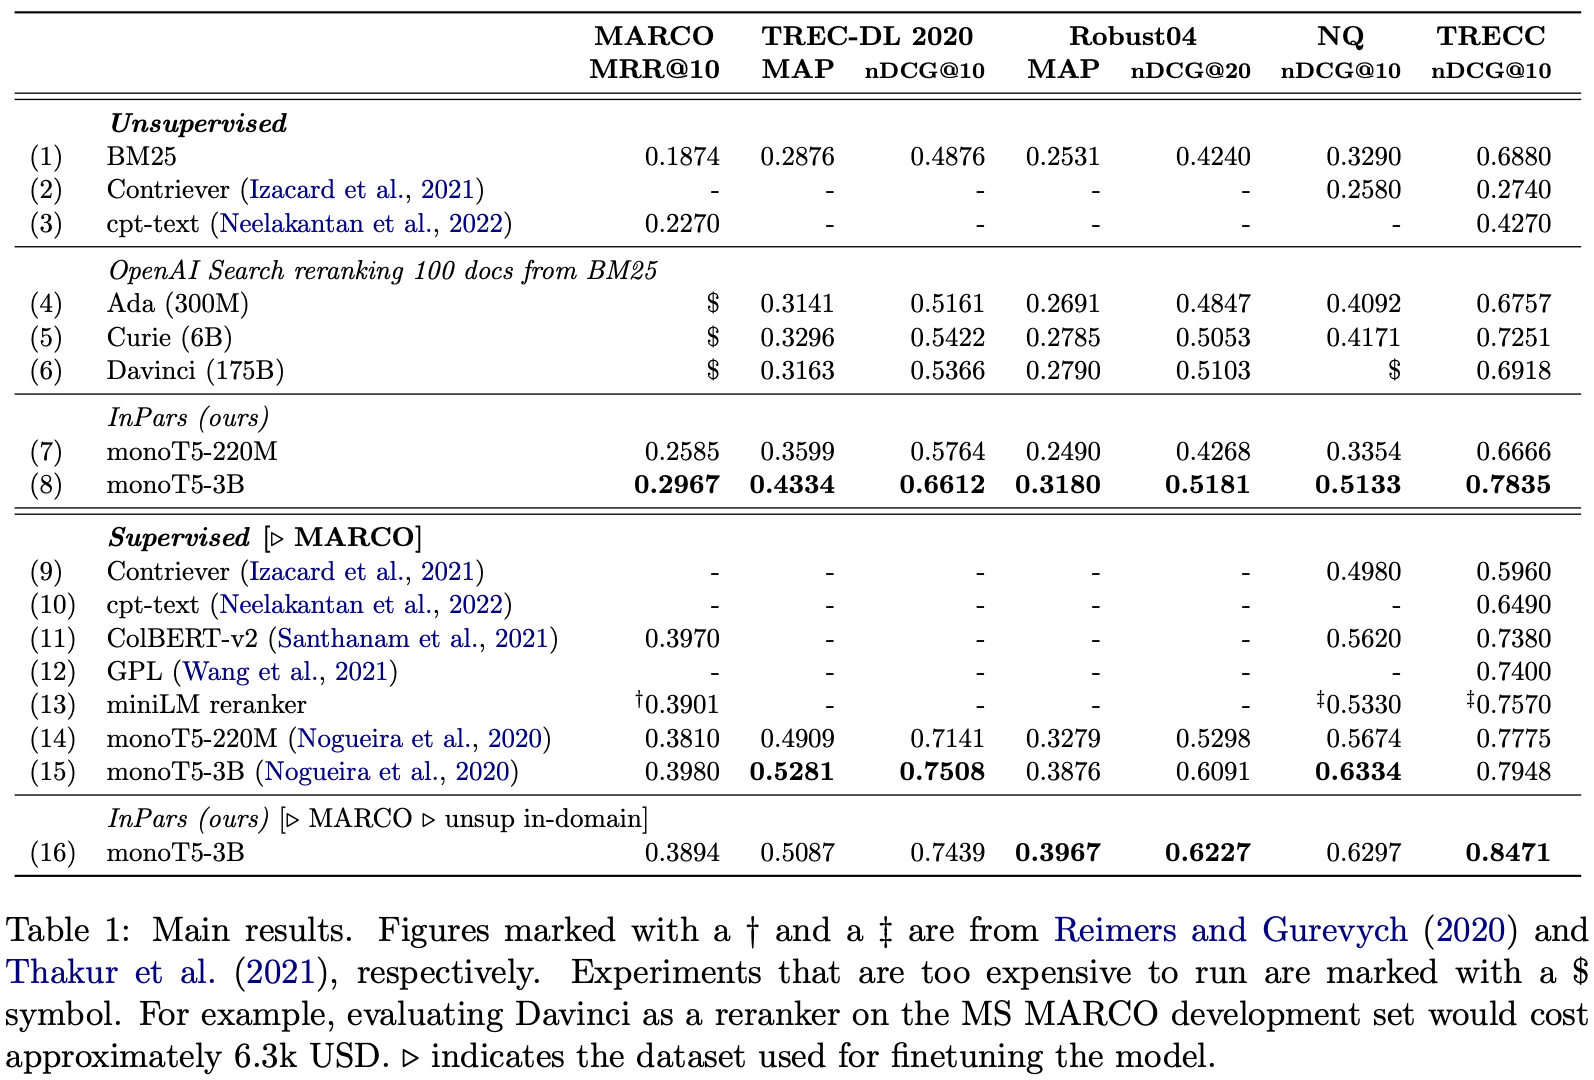 MARCO TREC-DL 2020 Robust04 NQ TRECC
MRR@10 MAP nDCG@10 MAP nDCG@20 nDCG@10 nDCG@10
Unsupervised
(1) BM25 0.1874 0.2876 0.4876 0.2531 0.4240 0.3290 0.6880
(2) Contriever (Izacard et al., 2021) - - - - - 0.2580 0.2740
(3) cpt-text (Neelakantan et al., 2022) 0.2270 - - - - - 0.4270
OpenAI Search reranking 100 docs from BM25
(4) Ada (300M) $ 0.3141 0.5161 0.2691 0.4847 0.4092 0.6757
(5) Curie (6B) $ 0.3296 0.5422 0.2785 0.5053 0.4171 0.7251
(6) Davinci (175B) $ 0.3163 0.5366 0.2790 0.5103 $ 0.6918
InPars (ours)
(7) monoT5-220M 0.2585 0.3599 0.5764 0.2490 0.4268 0.3354 0.6666
(8) monoT5-3B 0.2967 0.4334 0.6612 0.3180 0.5181 0.5133 0.7835
Supervised [▷ MARCO]
(9) Contriever (Izacard et al., 2021) - - - - - 0.4980 0.5960
(10) cpt-text (Neelakantan et al., 2022) - - - - - - 0.6490
(11) ColBERT-v2 (Santhanam et al., 2021) 0.3970 - - - - 0.5620 0.7380
(12) GPL (Wang et al., 2021) - - - - - - 0.7400
(13) miniLM reranker †0.3901 - - - - ‡0.5330 ‡0.7570
(14) monoT5-220M (Nogueira et al., 2020) 0.3810 0.4909 0.7141 0.3279 0.5298 0.5674 0.7775
(15) monoT5-3B (Nogueira et al., 2020) 0.3980 0.5281 0.7508 0.3876 0.6091 0.6334 0.7948
InPars (ours) [▷ MARCO ▷ unsup in-domain]
(16) monoT5-3B 0.3894 0.5087 0.7439 0.3967 0.6227 0.6297 0.8471
Table 1: Main results. Figures marked with a † and a ‡ are from Reimers and Gurevych (2020) and
Thakur et al. (2021), respectively. Experiments that are too expensive to run are marked with a $
symbol. For example, evaluating Davinci as a reranker on the MS MARCO development set would cost
approximately 6.3k USD. ▷ indicates the dataset used for finetuning the model.